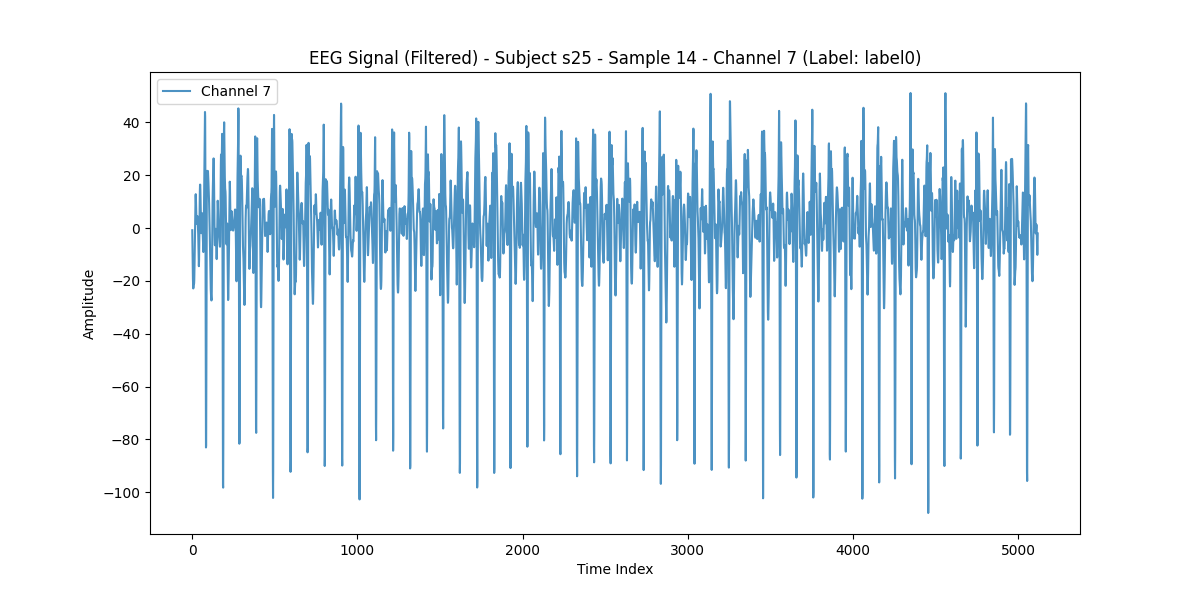 EEG Signal (Filtered) - Subject s25 - Sample 14 - Channel 7 (Label: label0)
Channel 7
40
20
0
−20
−40
−60
−80
−100
Amplitude
0 1000 2000 3000 4000 5000
Time Index